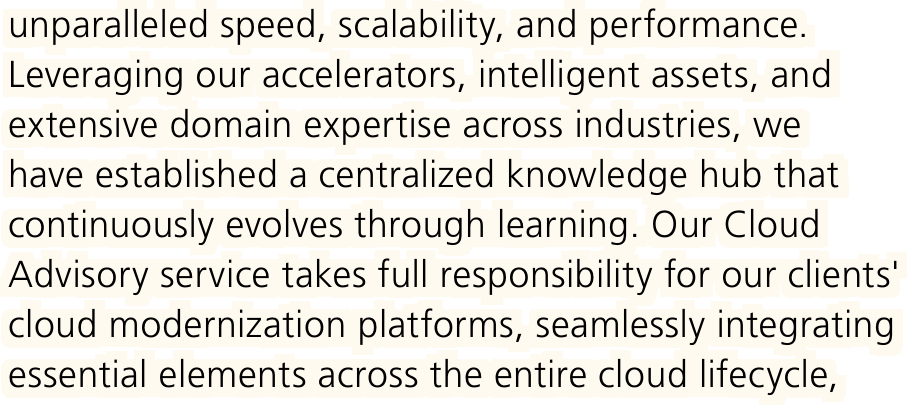 unparalleled speed, scalability, and performance.
Leveraging our accelerators, intelligent assets, and
extensive domain expertise across industries, we
have established a centralized knowledge hub that
continuously evolves through learning. Our Cloud
Advisory service takes full responsibility for our clients'
cloud modernization platforms, seamlessly integrating
essential elements across the entire cloud lifecycle,